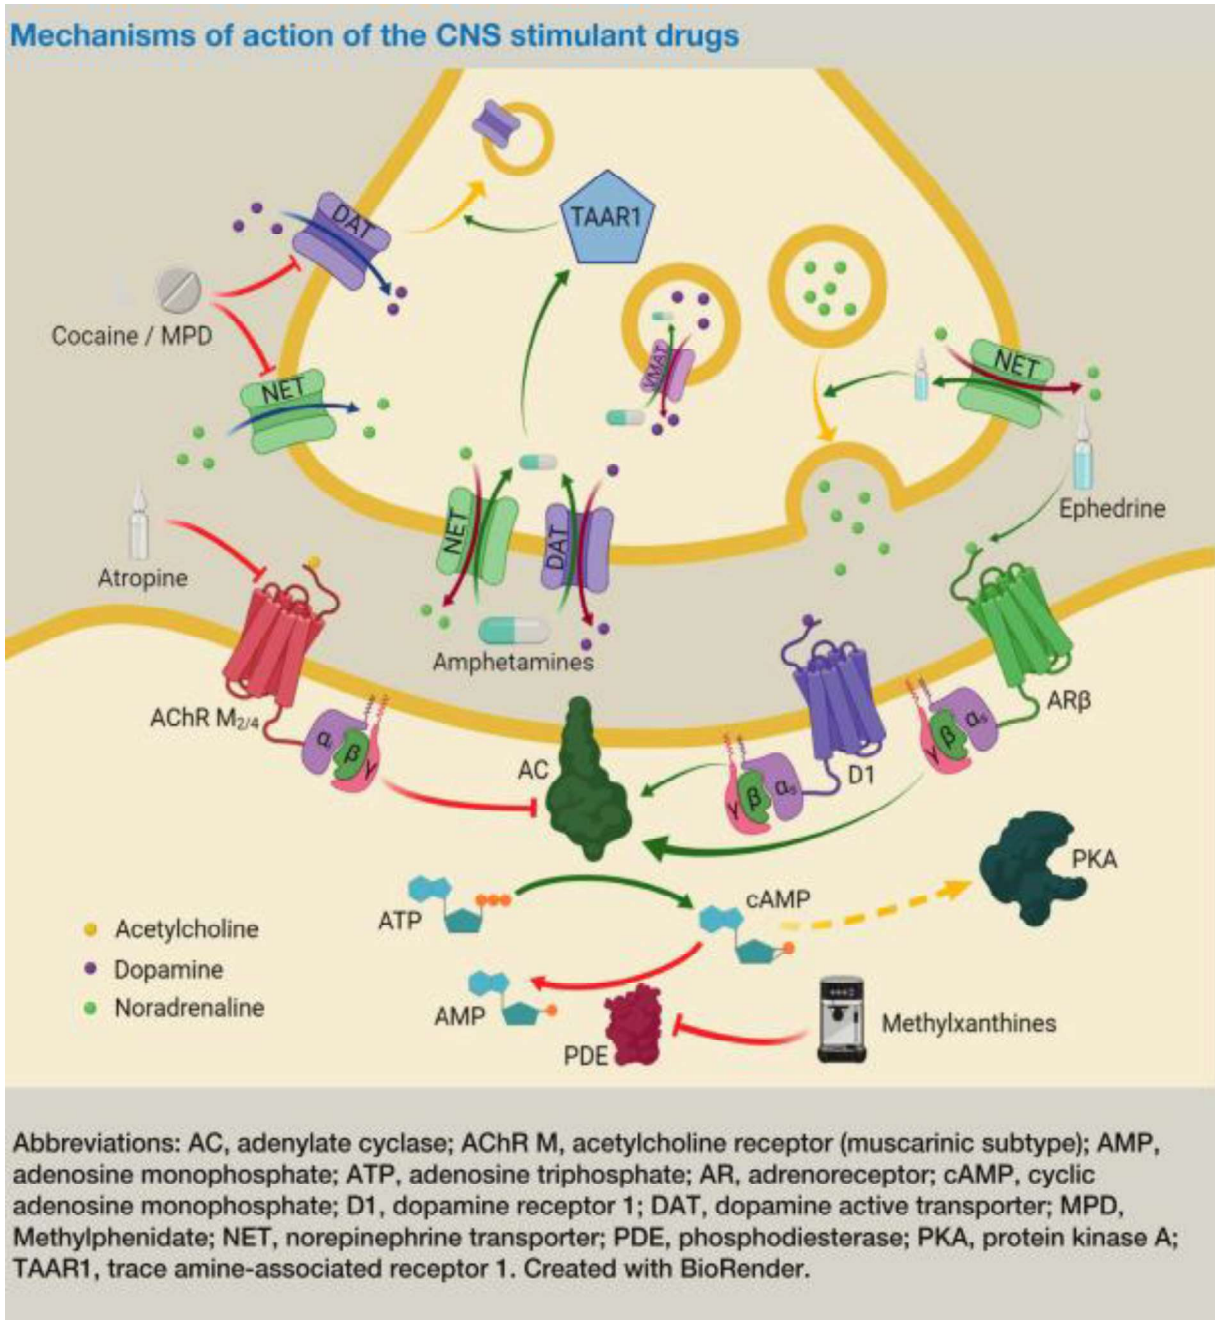 Mechanisms of action of the CNS stimulant drugs
DAT
TAAR1
Cocaine / MPD
NET
VMAT
NET
Atropine
NET
DAT
Ephedrine
Amphetamines
AChR M2/4
αi
β
γ
AC
γ
β
αs
D1
γ
β
αs
ARβ
ATP
cAMP
PKA
Acetylcholine
Dopamine
Noradrenaline
AMP
PDE
Methylxanthines
Abbreviations: AC, adenylate cyclase; AChR M, acetylcholine receptor (muscarinic subtype); AMP,
adenosine monophosphate; ATP, adenosine triphosphate; AR, adrenoreceptor; cAMP, cyclic
adenosine monophosphate; D1, dopamine receptor 1; DAT, dopamine active transporter; MPD,
Methylphenidate; NET, norepinephrine transporter; PDE, phosphodiesterase; PKA, protein kinase A;
TAAR1, trace amine-associated receptor 1. Created with BioRender.